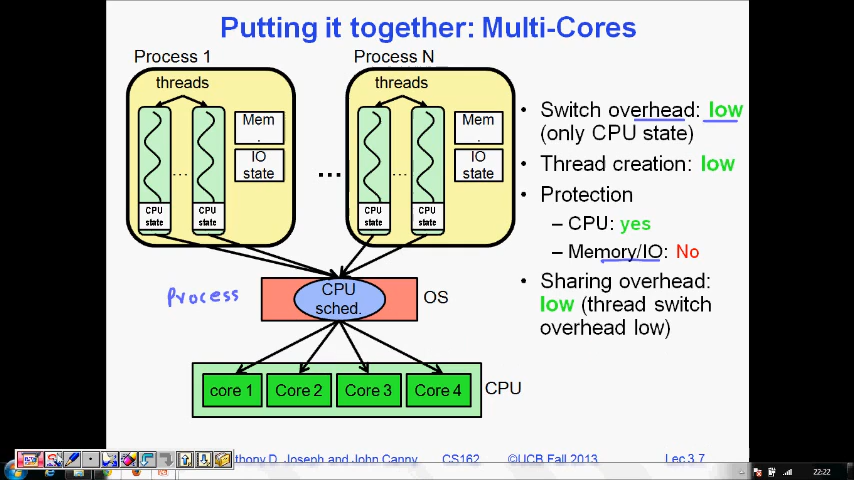 Putting it together: Multi-Cores
Process 1
threads
CPU
state
...
CPU
state
Mem
.
IO
state
...
Process N
threads
CPU
state
...
CPU
state
Mem
.
IO
state
CPU
sched.
OS
Process
core 1
Core 2
Core 3
Core 4
CPU
• Switch overhead: low
(only CPU state)
• Thread creation: low
• Protection
– CPU: yes
– Memory/IO: No
• Sharing overhead:
low (thread switch
overhead low)
thony D. Joseph and John Canny CS162 ©UCB Fall 2013 Lec 3.7
22:22